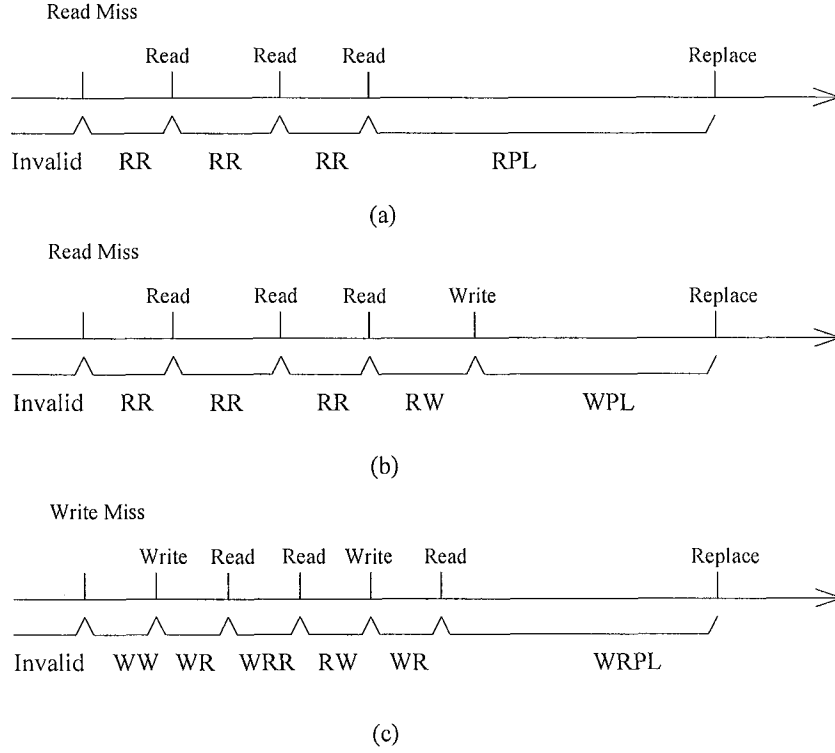 Read Miss
Read Read Read Replace
Invalid RR RR RR RPL
(a)
Read Miss
Read Read Read Write Replace
Invalid RR RR RR RW WPL
(b)
Write Miss
Write Read Read Write Read Replace
Invalid WW WR WRR RW WR WRPL
(c)